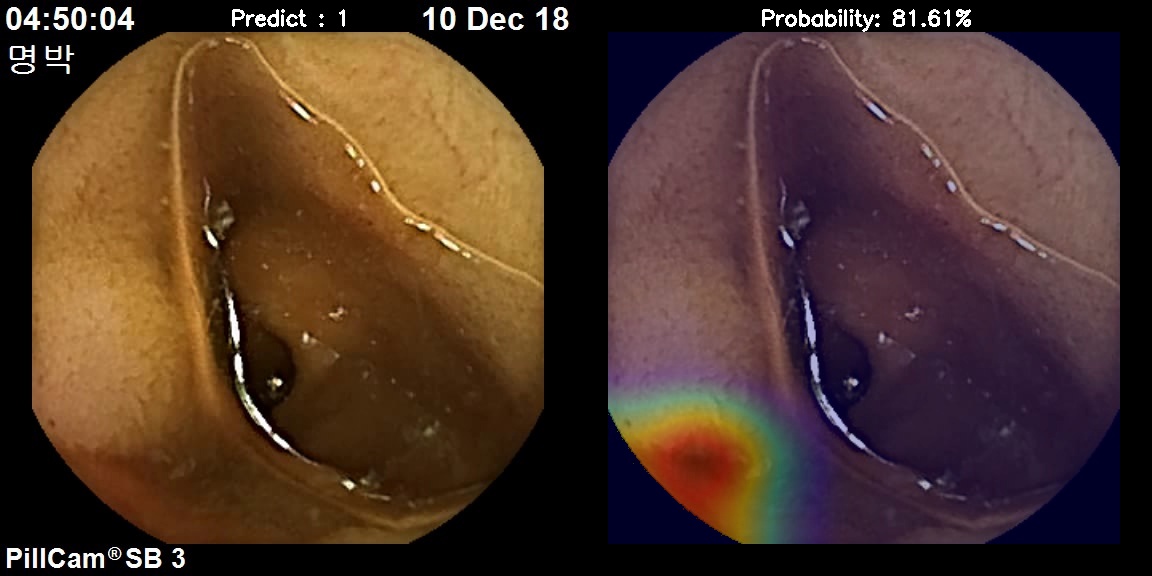 04:50:04
Predict : 1
10 Dec 18
Probability: 81.61%
명박
PillCam® SB 3